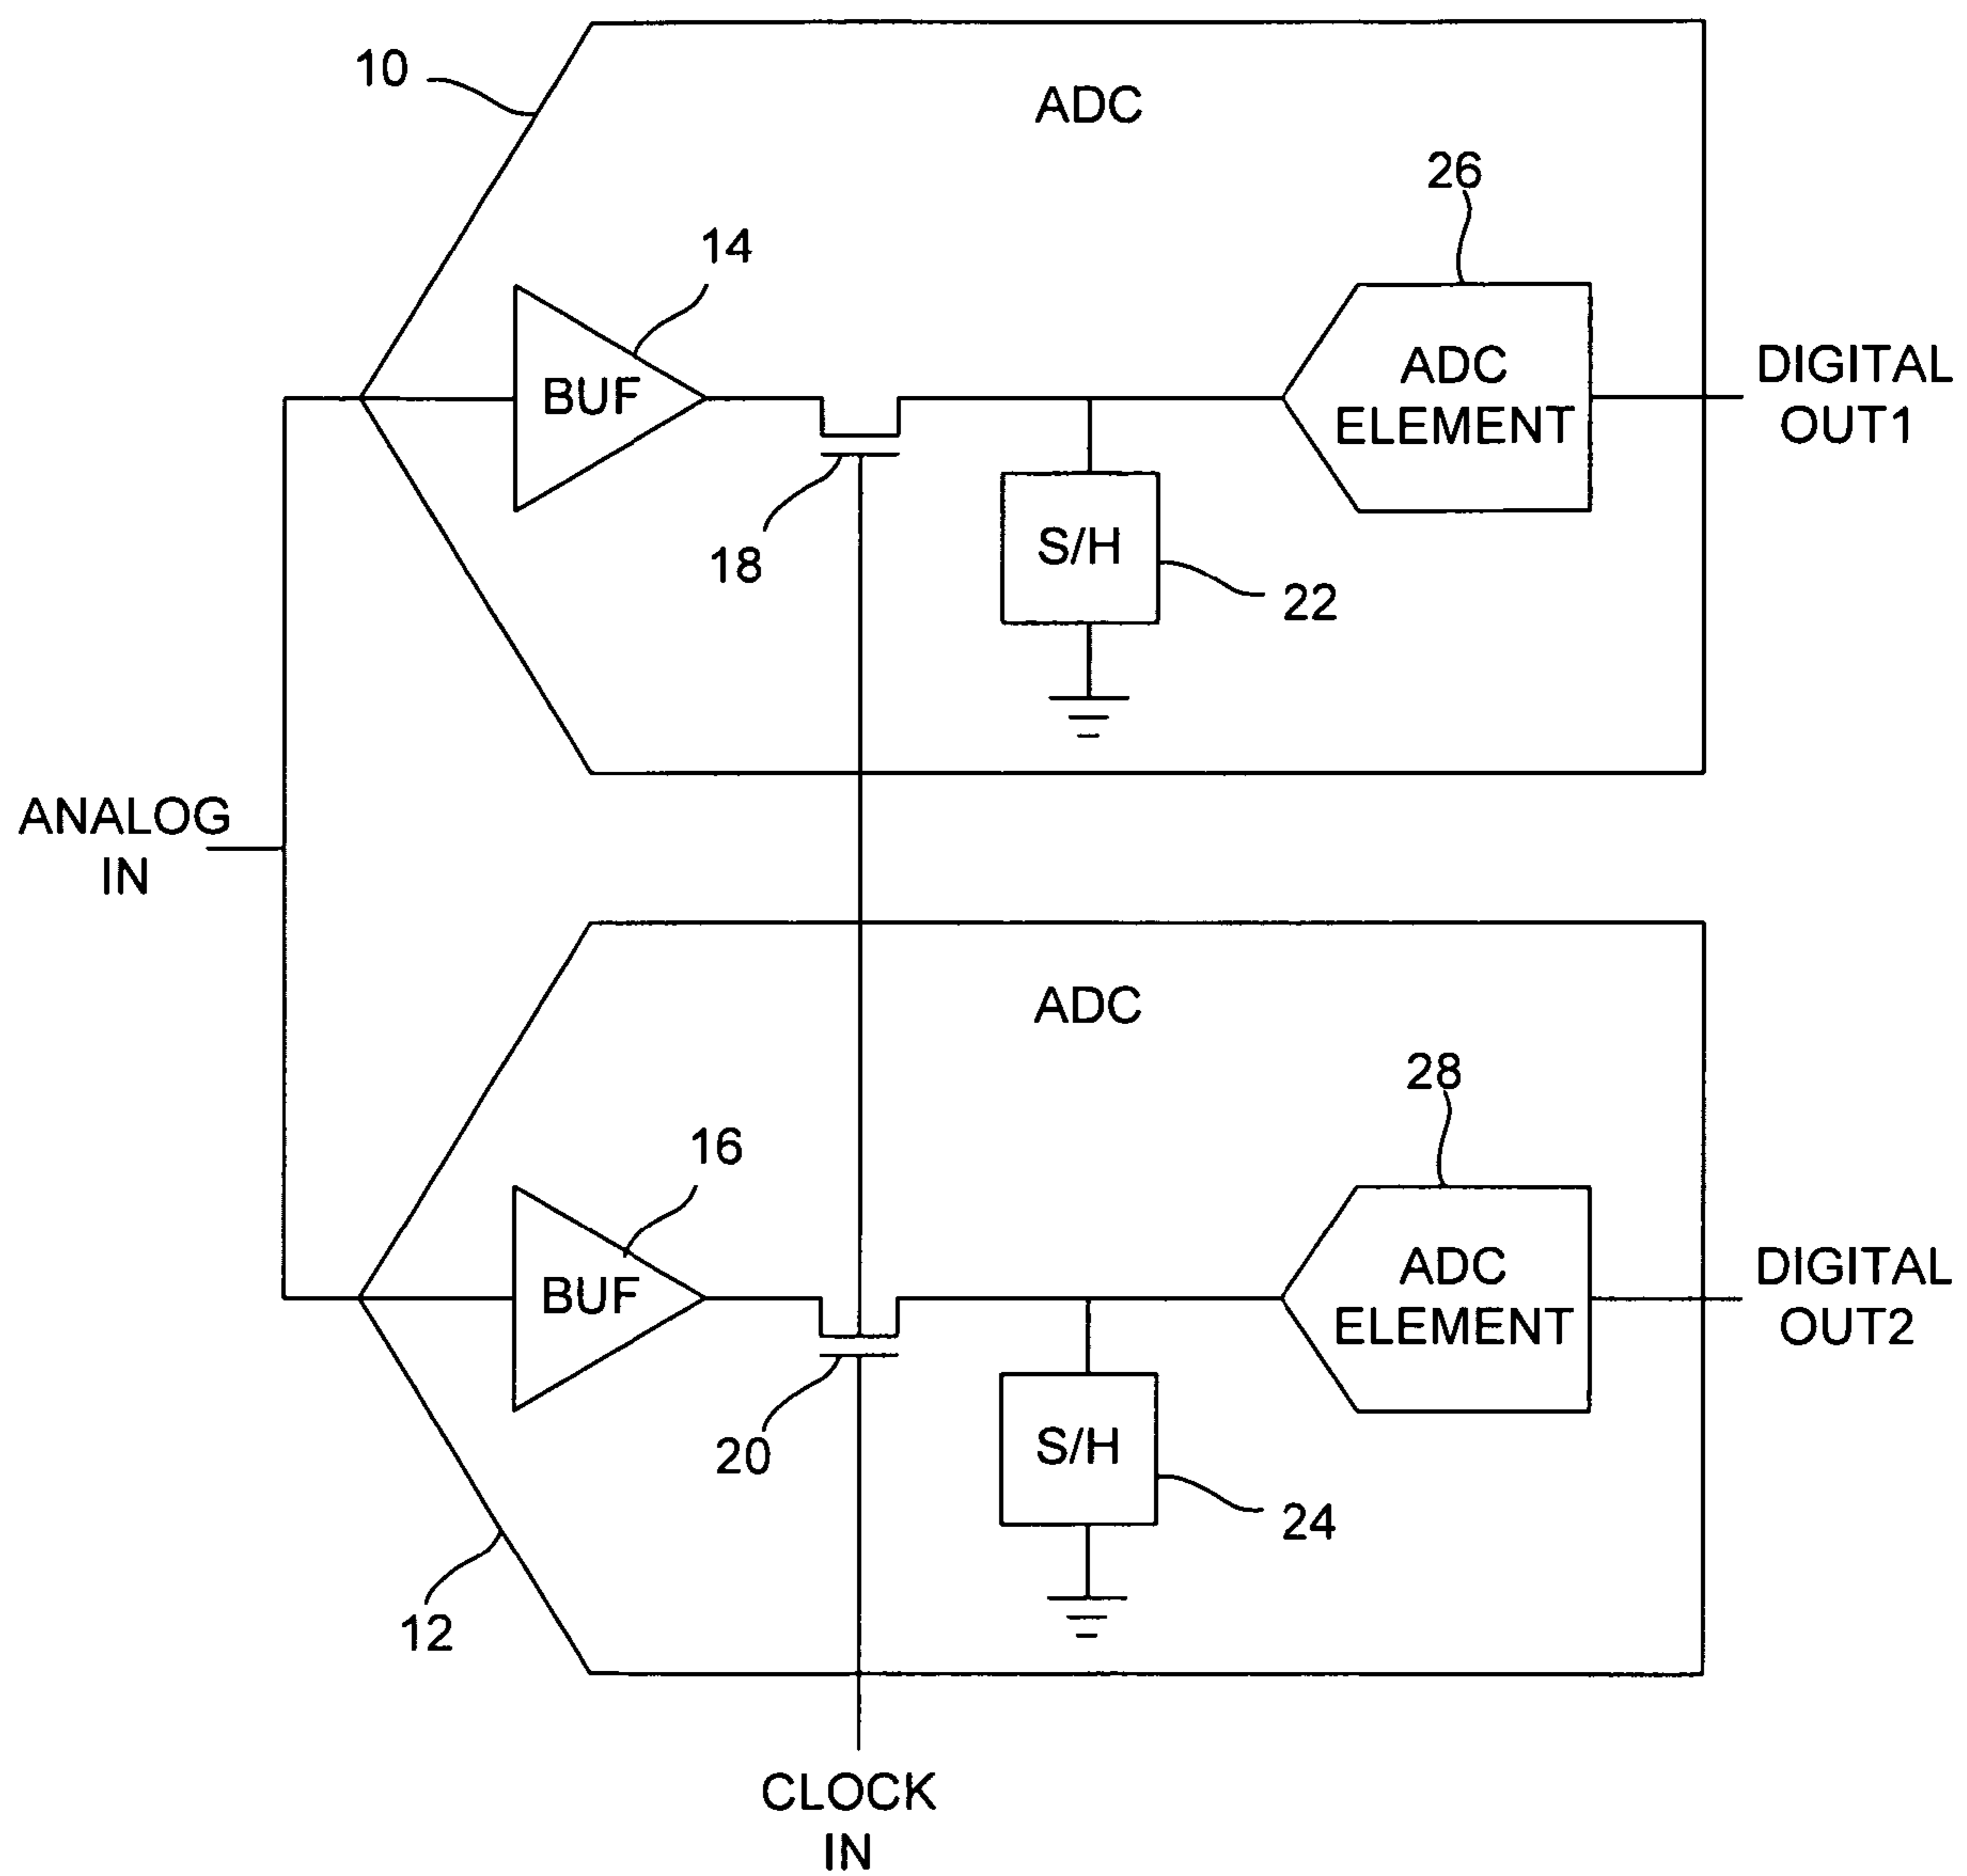 10
ADC
26
14
BUF
ADC
ELEMENT
DIGITAL
OUT1
18
S/H
22
ANALOG
IN
ADC
28
16
BUF
ADC
ELEMENT
DIGITAL
OUT2
20
S/H
24
12
CLOCK
IN